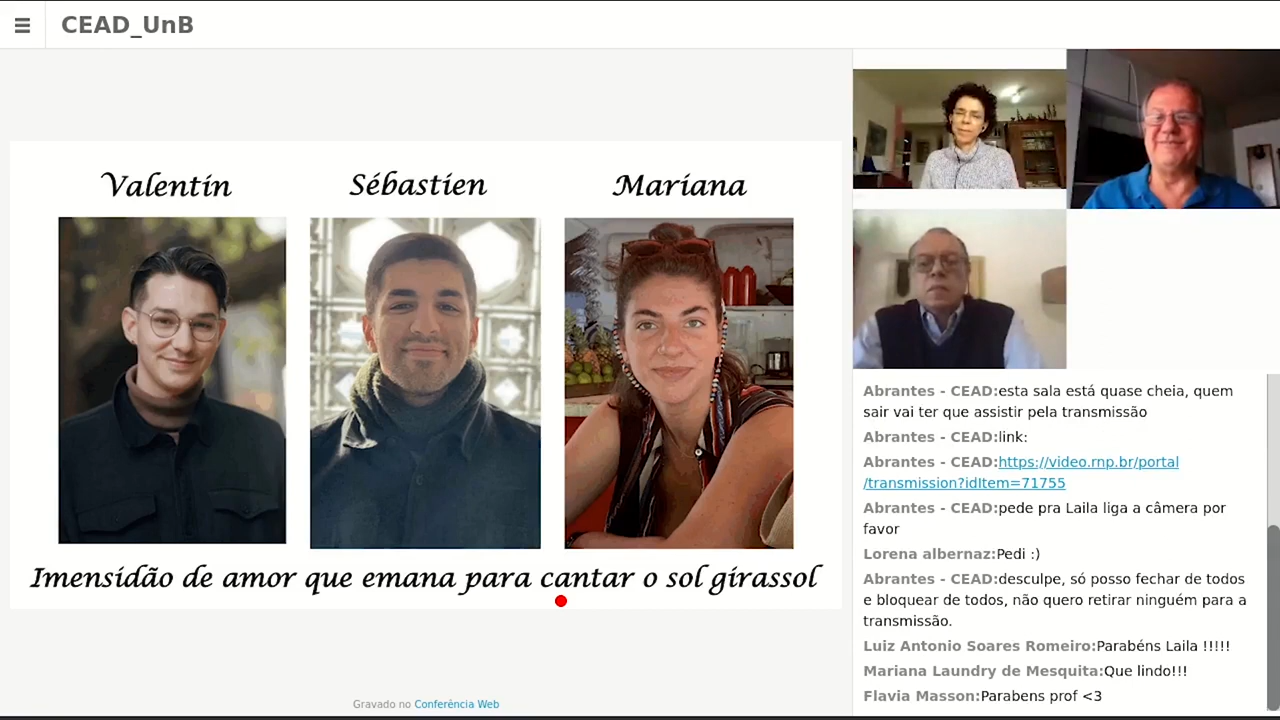 CEAD_UnB
Valentin
Sébastien
Mariana
Imensidão de amor que emana para cantar o sol girassol
Gravado no Conferência Web
Abrantes - CEAD:esta sala está quase cheia, quem
sair vai ter que assistir pela transmissão
Abrantes - CEAD:link:
Abrantes - CEAD:https://video.rnp.br/portal
/transmission?idItem=71755
Abrantes - CEAD:pede pra Laila liga a câmera por
favor
Lorena albernaz:Pedi :)
Abrantes - CEAD:desculpe, só posso fechar de todos
e bloquear de todos, não quero retirar ninguém para a
transmissão.
Luiz Antonio Soares Romeiro:Parabéns Laila !!!!!
Mariana Laundry de Mesquita:Que lindo!!!
Flavia Masson:Parabens prof <3